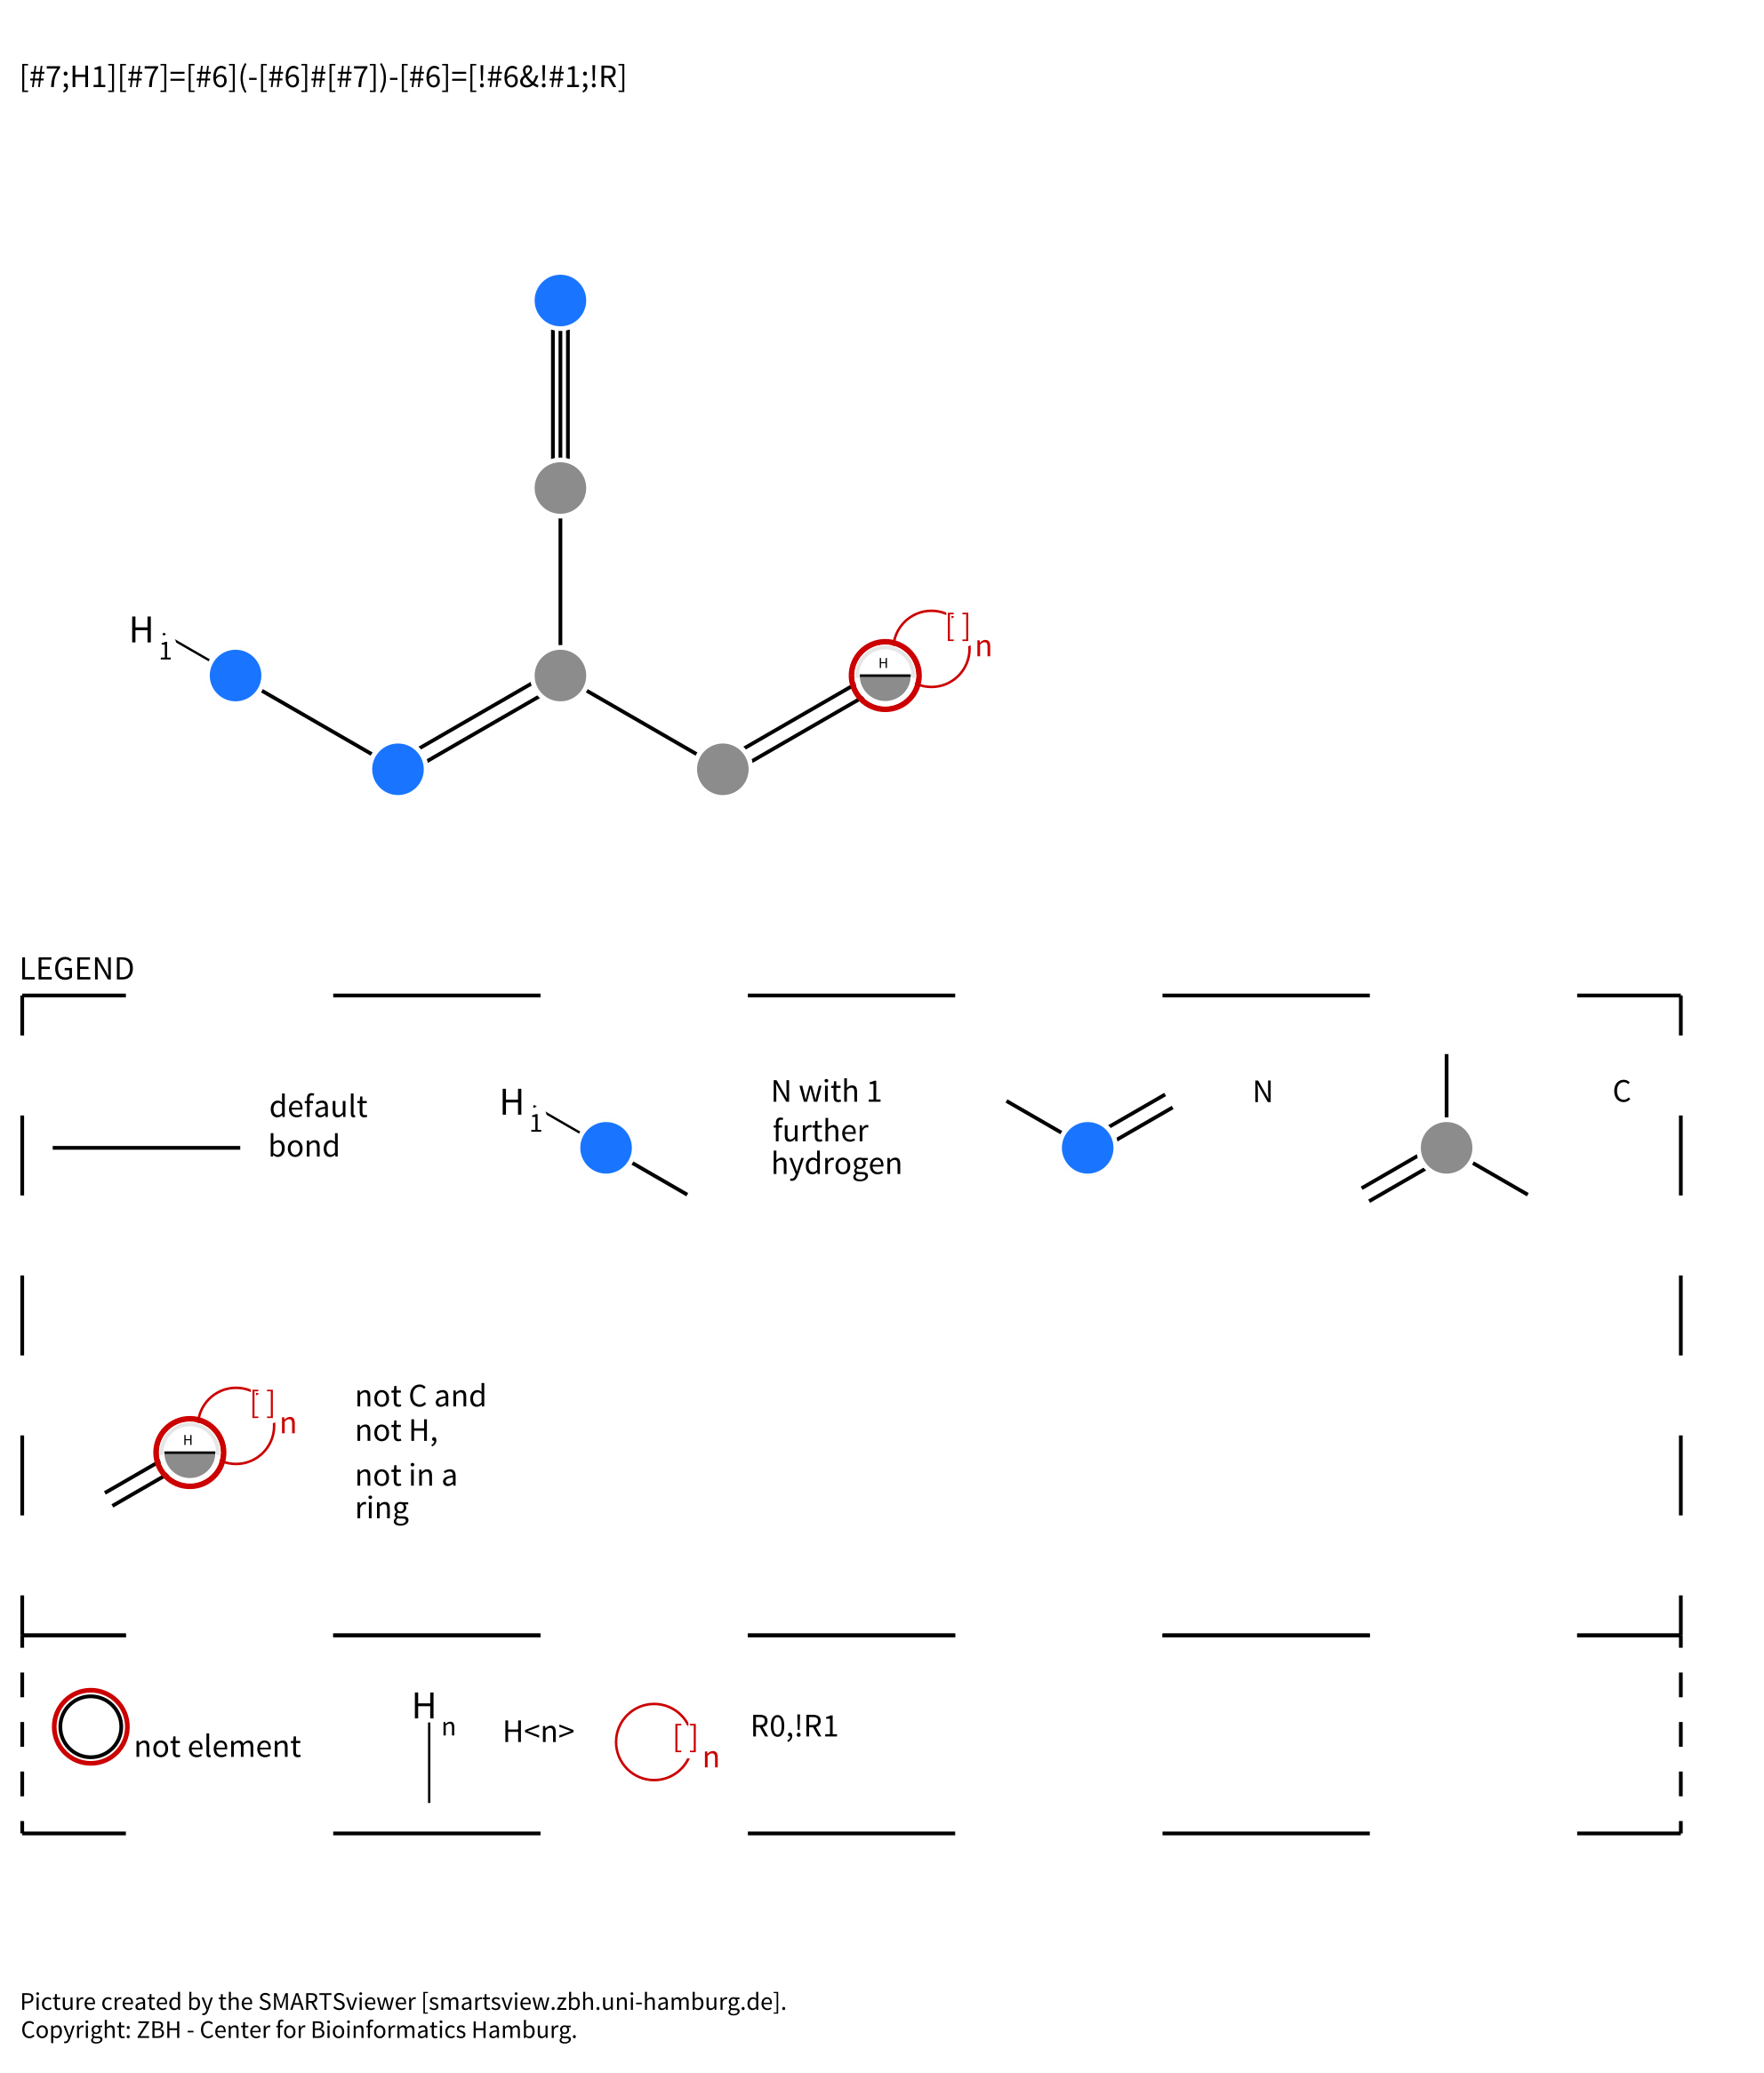 [#7;H1][#7]=[#6](-[#6]#[#7])-[#6]=[!#6&!#1;!R]
H
1
H
[ ]
n
LEGEND
default
bond
H
1
N with 1
further
hydrogen
N
C
H
[ ]
n
not C and
not H,
not in a
ring
not element
H
n
H<n>
[ ]
n
R0,!R1
Picture created by the SMARTSviewer [smartsview.zbh.uni-hamburg.de].
Copyright: ZBH - Center for Bioinformatics Hamburg.